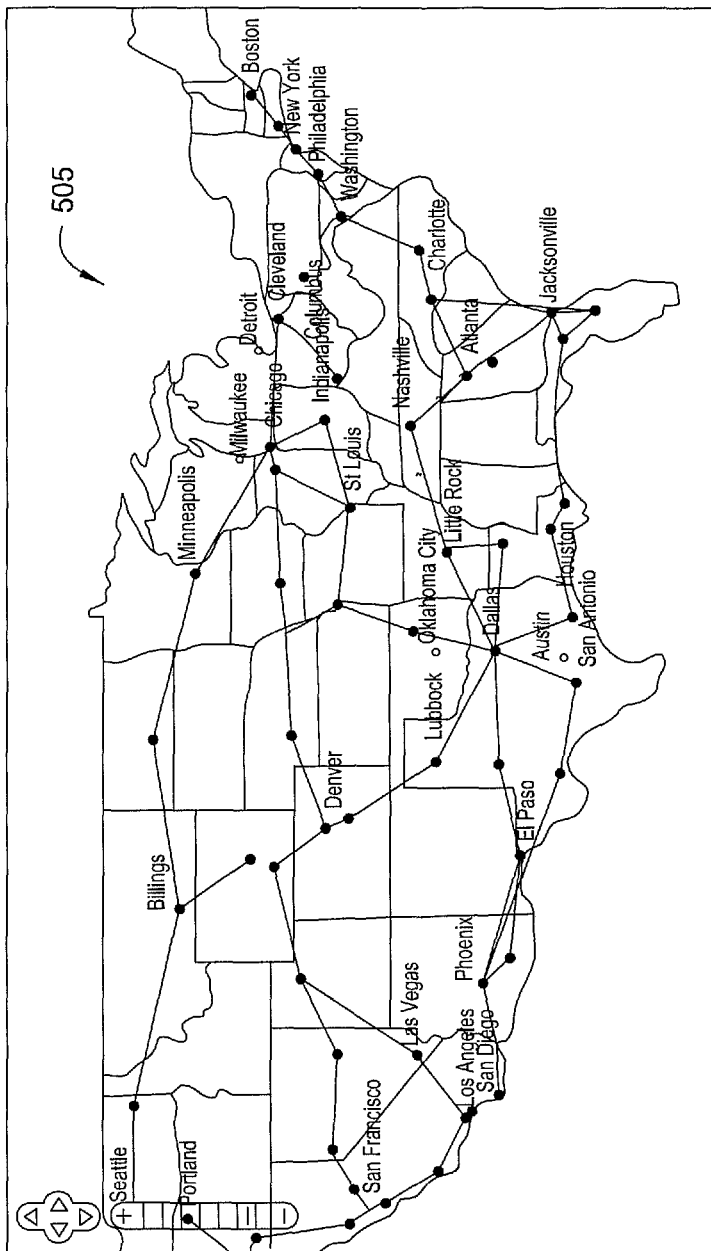 505
Seattle
Portland
Billings
Minneapolis
Milwaukee
Chicago
Detroit
Cleveland
Columbus
Indianapolis
Boston
New York
Philadelphia
Washington
San Francisco
Las Vegas
Los Angeles
San Diego
Phoenix
Denver
El Paso
Lubbock
Oklahoma City
Dallas
Austin
San Antonio
Houston
Little Rock
St Louis
Nashville
Atlanta
Charlotte
Jacksonville